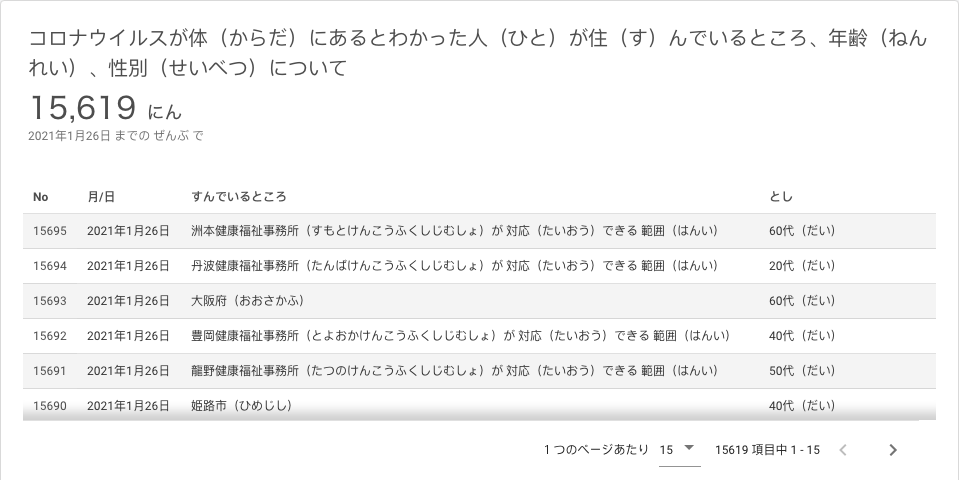 コロナウイルスが体（からだ）にあるとわかった人（ひと）が住（す）んでいるところ、年齢（ねん
れい）、性別（せいべつ）について
15,619 にん
2021年1月26日 までの ぜんぶ で
No 月/日 すんでいるところ とし
15695 2021年1月26日 洲本健康福祉事務所（すもとけんこうふくしじむしょ）が 対応（たいおう）できる 範囲（はんい） 60代（だい）
15694 2021年1月26日 丹波健康福祉事務所（たんばけんこうふくしじむしょ）が 対応（たいおう）できる 範囲（はんい） 20代（だい）
15693 2021年1月26日 大阪府（おおさかふ） 60代（だい）
15692 2021年1月26日 豊岡健康福祉事務所（とよおかけんこうふくしじむしょ）が 対応（たいおう）できる 範囲（はんい） 40代（だい）
15691 2021年1月26日 龍野健康福祉事務所（たつのけんこうふくしじむしょ）が 対応（たいおう）できる 範囲（はんい） 50代（だい）
15690 2021年1月26日 姫路市（ひめじし） 40代（だい）
1 つのページあたり 15 15619 項目中 1 - 15